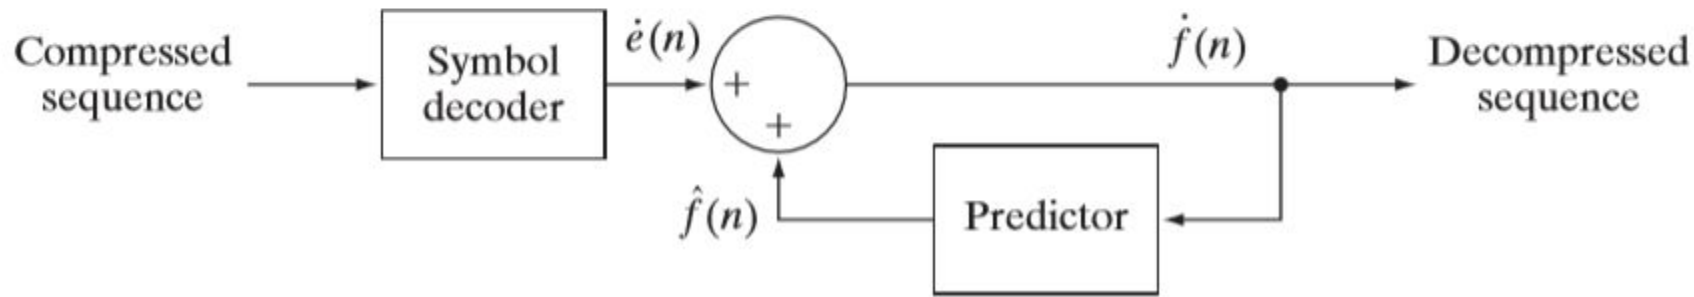 Compressed
sequence
Symbol
decoder
ė(n)
+
+
ḟ(n)
Decompressed
sequence
f̂(n)
Predictor